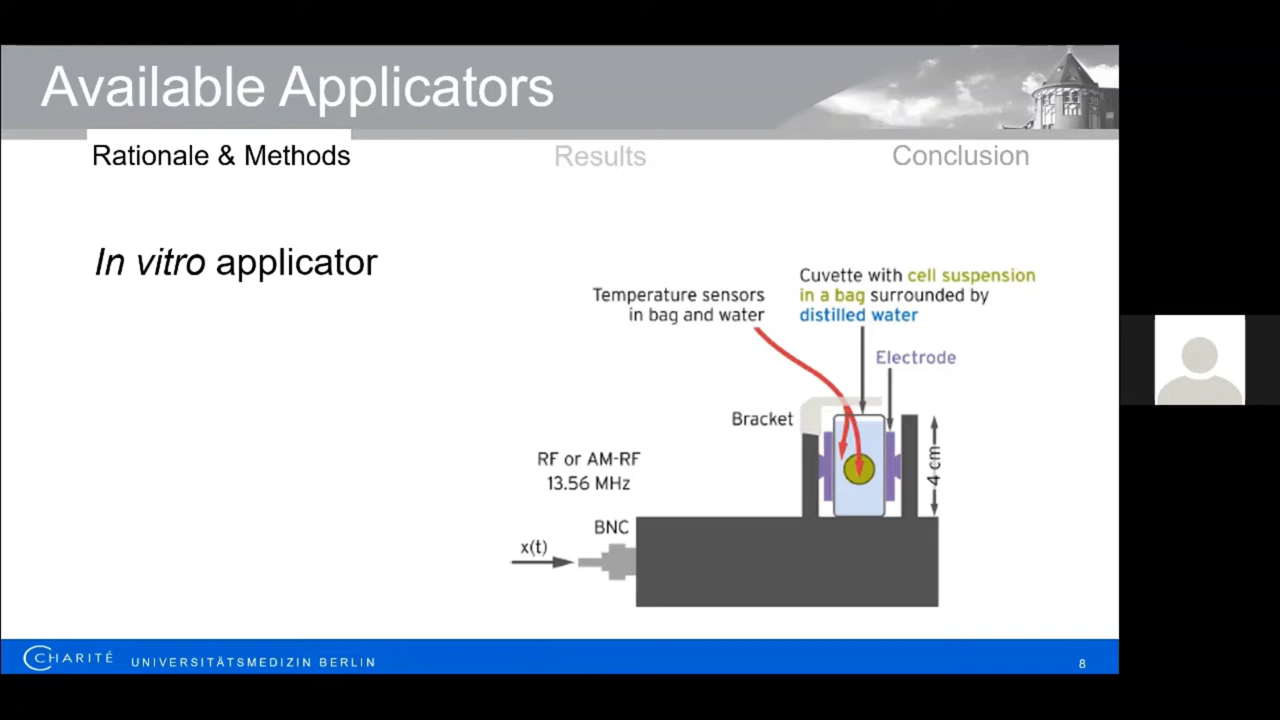 Available Applicators
Rationale & Methods
Results
Conclusion
In vitro applicator
Temperature sensors
in bag and water
Cuvette with cell suspension
in a bag surrounded by
distilled water
Electrode
Bracket
4 cm
RF or AM-RF
13.56 MHz
BNC
x(t)
CHARITÉ UNIVERSITÄTSMEDIZIN BERLIN
8